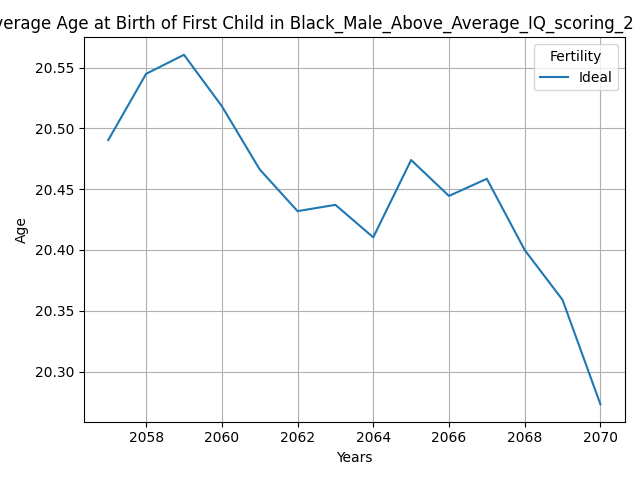 verage Age at Birth of First Child in Black_Male_Above_Average_IQ_scoring_2
Fertility
Ideal
20.55
20.50
20.45
20.40
20.35
20.30
Age
2058 2060 2062 2064 2066 2068 2070
Years